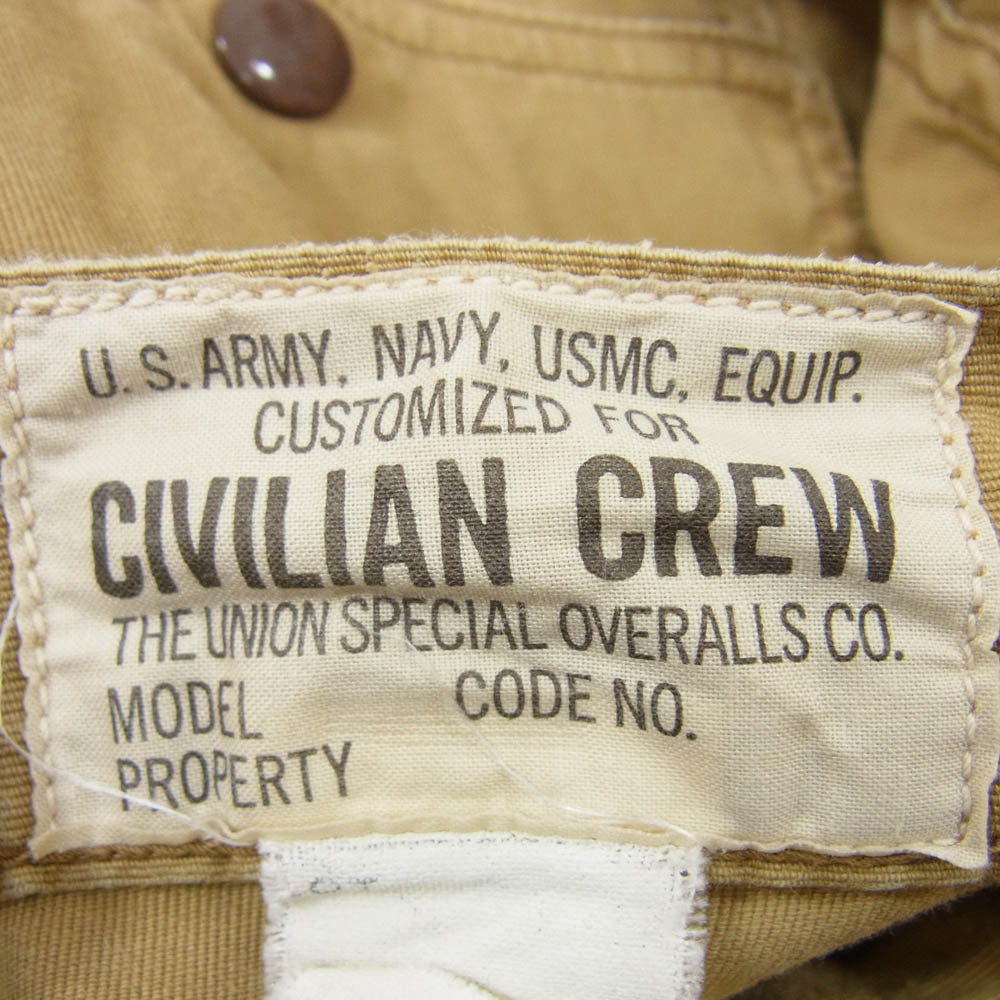 U.S. ARMY, NAVY, USMC, EQUIP.
CUSTOMIZED FOR
CIVILIAN CREW
THE UNION SPECIAL OVERALLS CO.
MODEL CODE NO.
PROPERTY